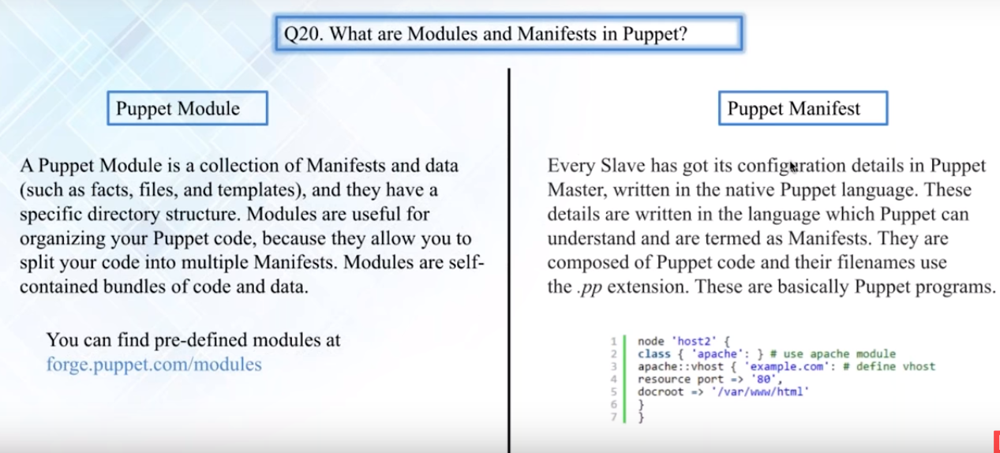 Q20. What are Modules and Manifests in Puppet?
Puppet Module
A Puppet Module is a collection of Manifests and data
(such as facts, files, and templates), and they have a
specific directory structure. Modules are useful for
organizing your Puppet code, because they allow you to
split your code into multiple Manifests. Modules are self-
contained bundles of code and data.
You can find pre-defined modules at
forge.puppet.com/modules
Puppet Manifest
Every Slave has got its configuration details in Puppet
Master, written in the native Puppet language. These
details are written in the language which Puppet can
understand and are termed as Manifests. They are
composed of Puppet code and their filenames use
the .pp extension. These are basically Puppet programs.
1 node 'host2' {
2 class { 'apache': } # use apache module
3 apache::vhost { 'example.com': # define vhost
4 resource port => '80',
5 docroot => '/var/www/html'
6 }
7 }